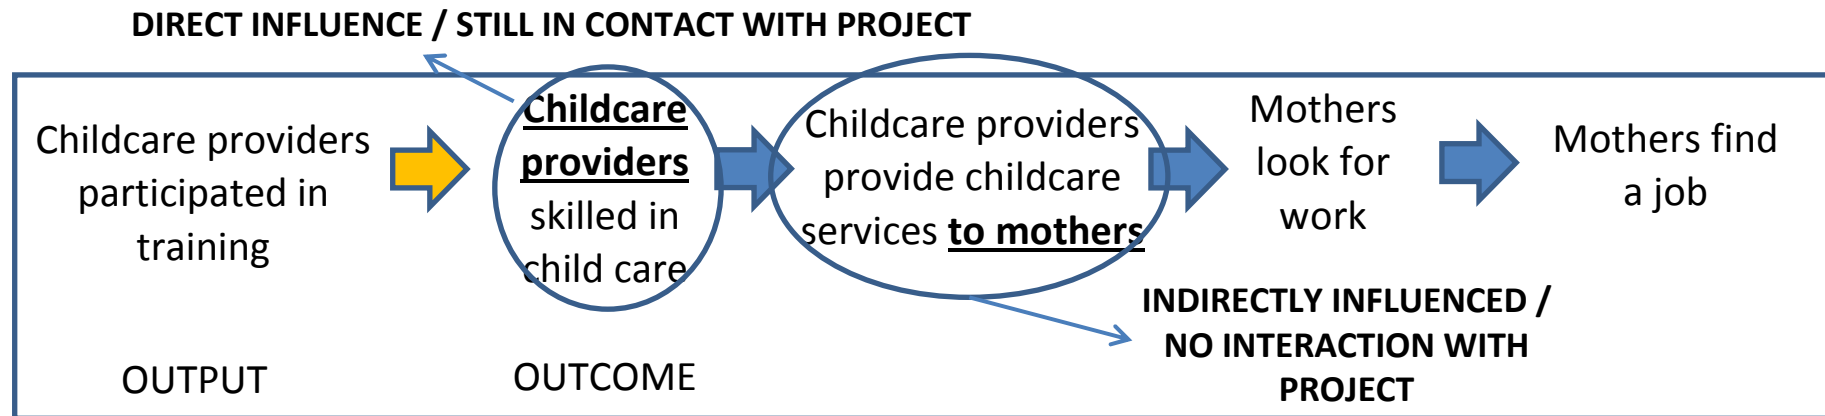 DIRECT INFLUENCE / STILL IN CONTACT WITH PROJECT
Childcare providers
participated in
training
Childcare
providers
skilled in
child care
Childcare providers
provide childcare
services to mothers
Mothers
look for
work
Mothers find
a job
INDIRECTLY INFLUENCED /
NO INTERACTION WITH
PROJECT
OUTPUT
OUTCOME